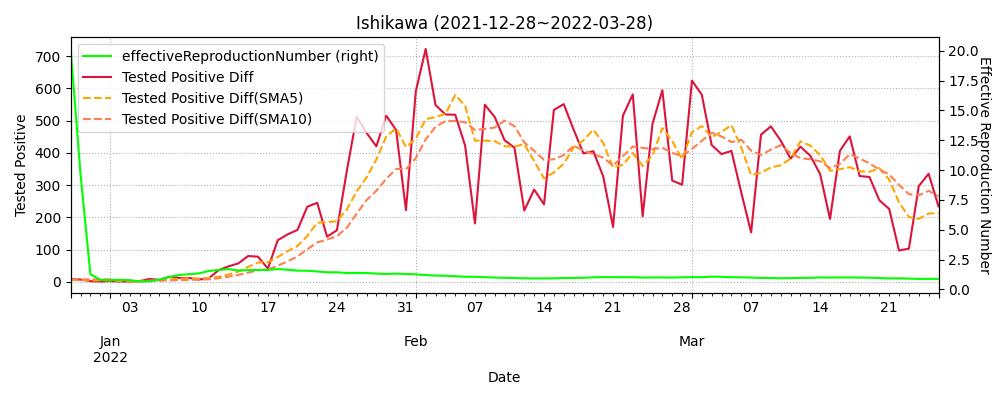 Ishikawa (2021-12-28~2022-03-28)
effectiveReproductionNumber (right)
Tested Positive Diff
Tested Positive Diff(SMA5)
Tested Positive Diff(SMA10)
Tested Positive
700
600
500
400
300
200
100
0
20.0
17.5
15.0
12.5
10.0
7.5
5.0
2.5
0.0
Effective Reproduction Number
03 10 17 24 31 07 14 21 28 07 14 21
Jan Feb Mar
2022
Date